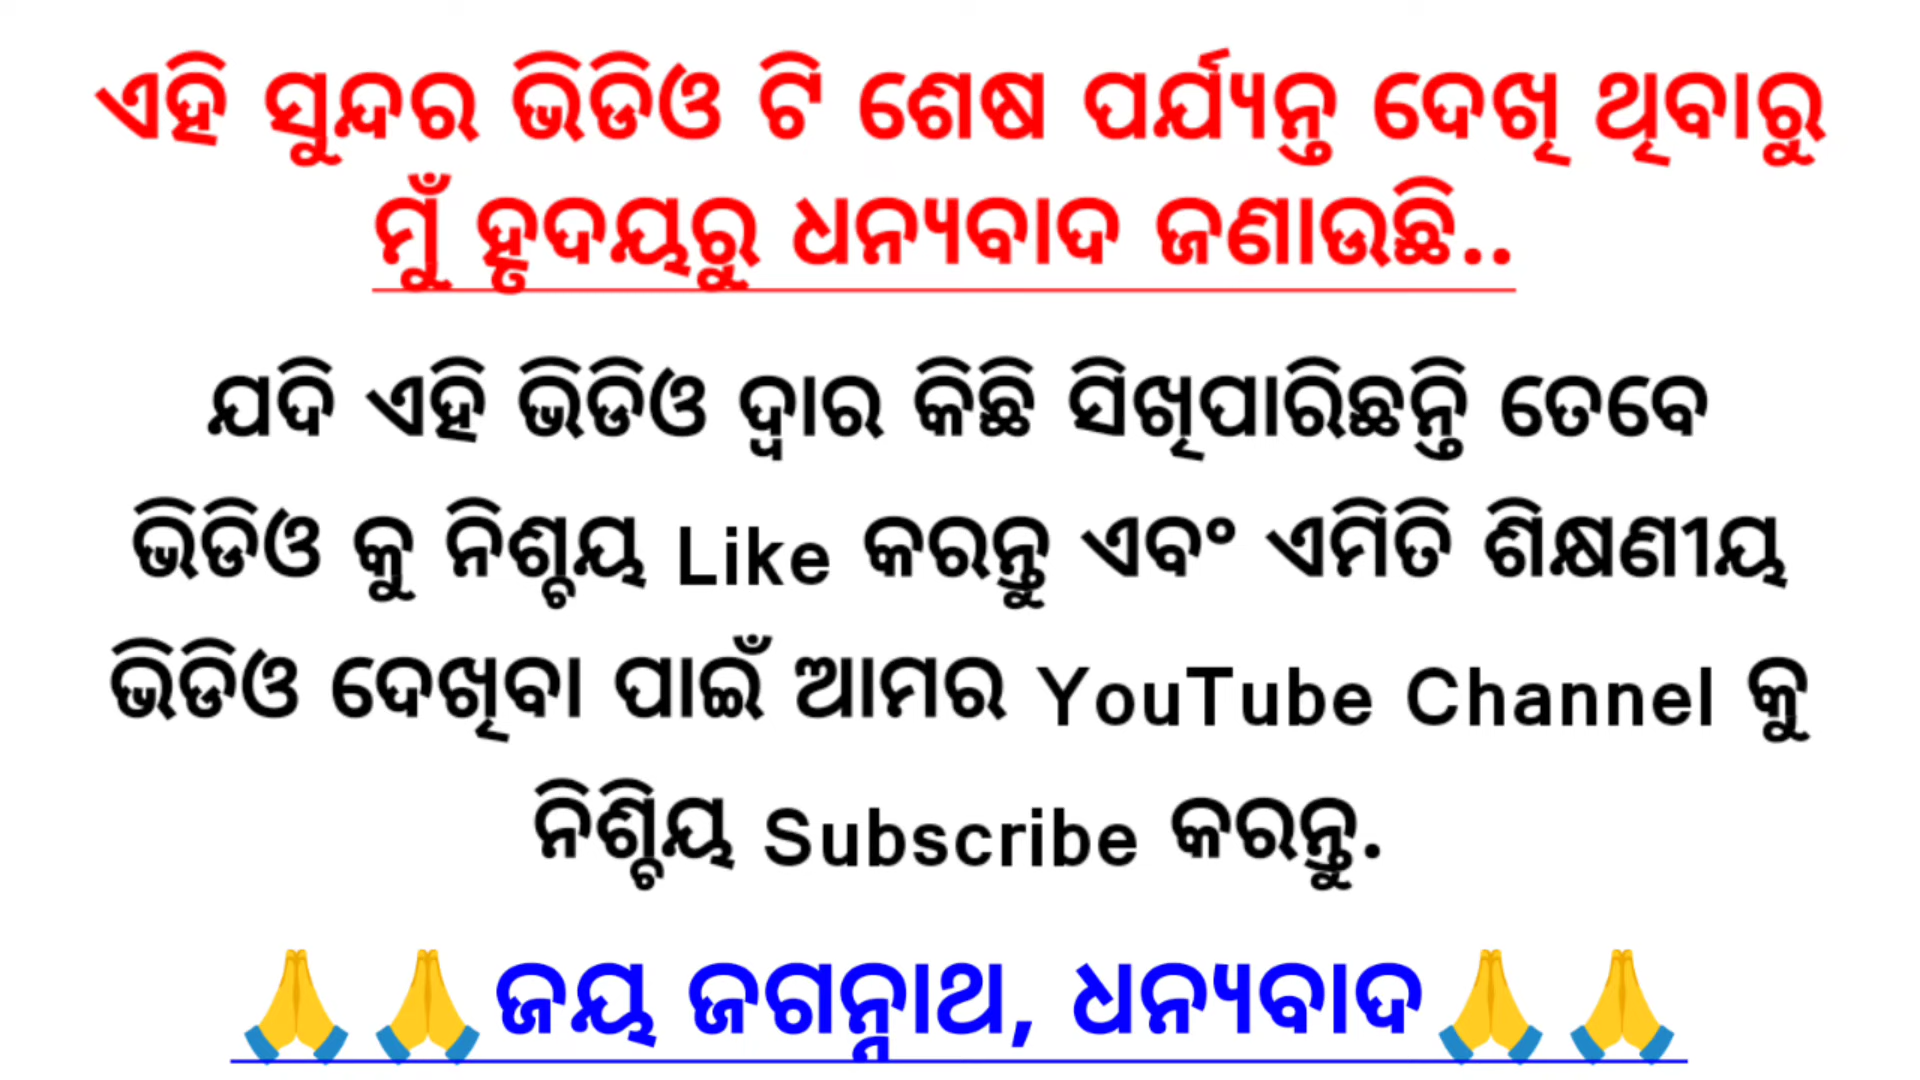 ଏହି ସୁନ୍ଦର ଭିଡିଓ ଟି ଶେଷ ପର୍ଯ୍ୟନ୍ତ ଦେଖି ଥିବାରୁ
ମୁଁ ହୃଦୟରୁ ଧନ୍ୟବାଦ ଜଣାଉଛି..
ଯଦି ଏହି ଭିଡିଓ ଦ୍ୱାର କିଛି ସିଖିପାରିଛନ୍ତି ତେବେ
ଭିଡିଓ କୁ ନିଶ୍ଚୟ Like କରନ୍ତୁ ଏବଂ ଏମିତି ଶିକ୍ଷଣୀୟ
ଭିଡିଓ ଦେଖିବା ପାଇଁ ଆମର YouTube Channel କୁ
ନିଶ୍ଚିୟ Subscribe କରନ୍ତୁ.
🙏🙏ଜୟ ଜଗନ୍ନାଥ, ଧନ୍ୟବାଦ🙏🙏